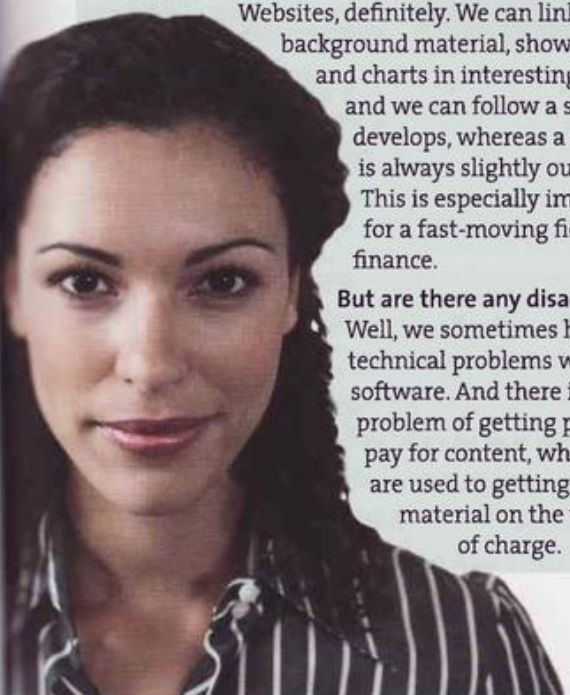 Websites, definitely. We can link
background material, show
and charts in interesting
and we can follow a s
develops, whereas a
is always slightly ou
This is especially im
for a fast-moving fie
finance.
But are there any disa
Well, we sometimes h
technical problems w
software. And there i
problem of getting p
pay for content, wh
are used to getting
material on the
of charge.